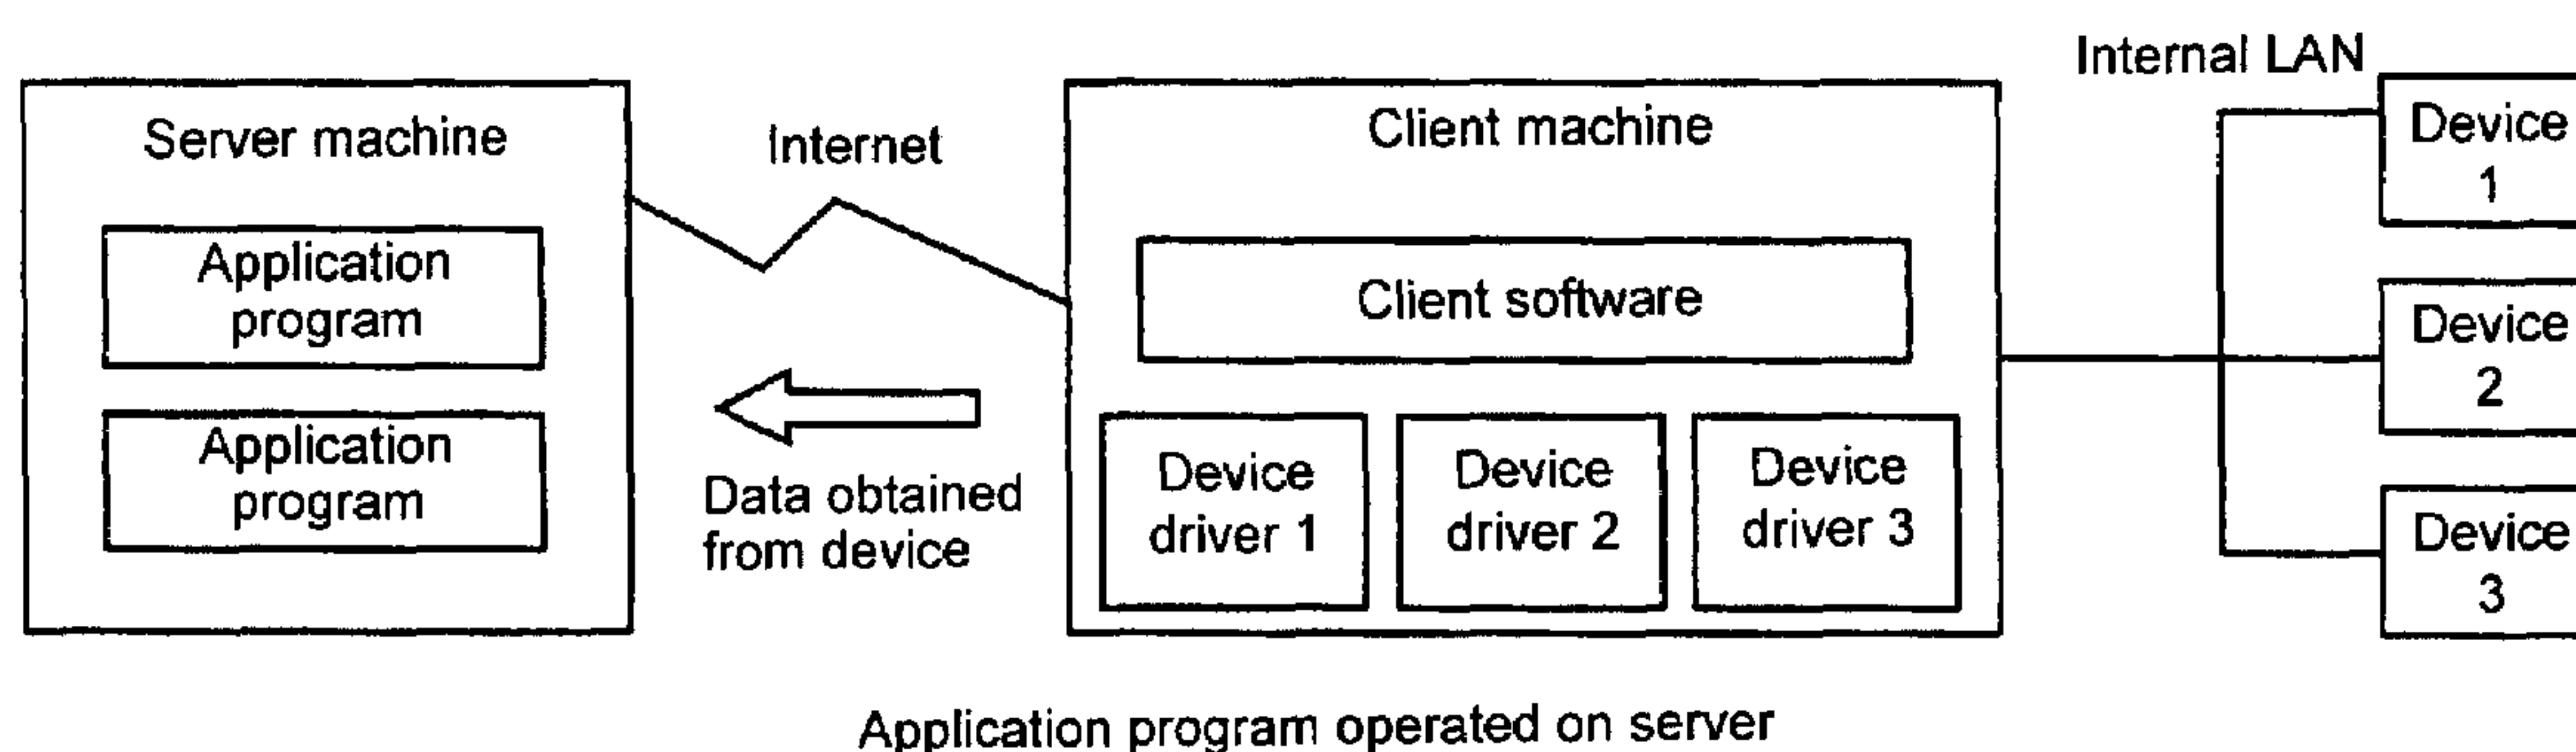 Server machine
Application
program
Application
program
Internet
Data obtained
from device
Client machine
Client software
Device
driver 1
Device
driver 2
Device
driver 3
Internal LAN
Device
1
Device
2
Device
3
Application program operated on server